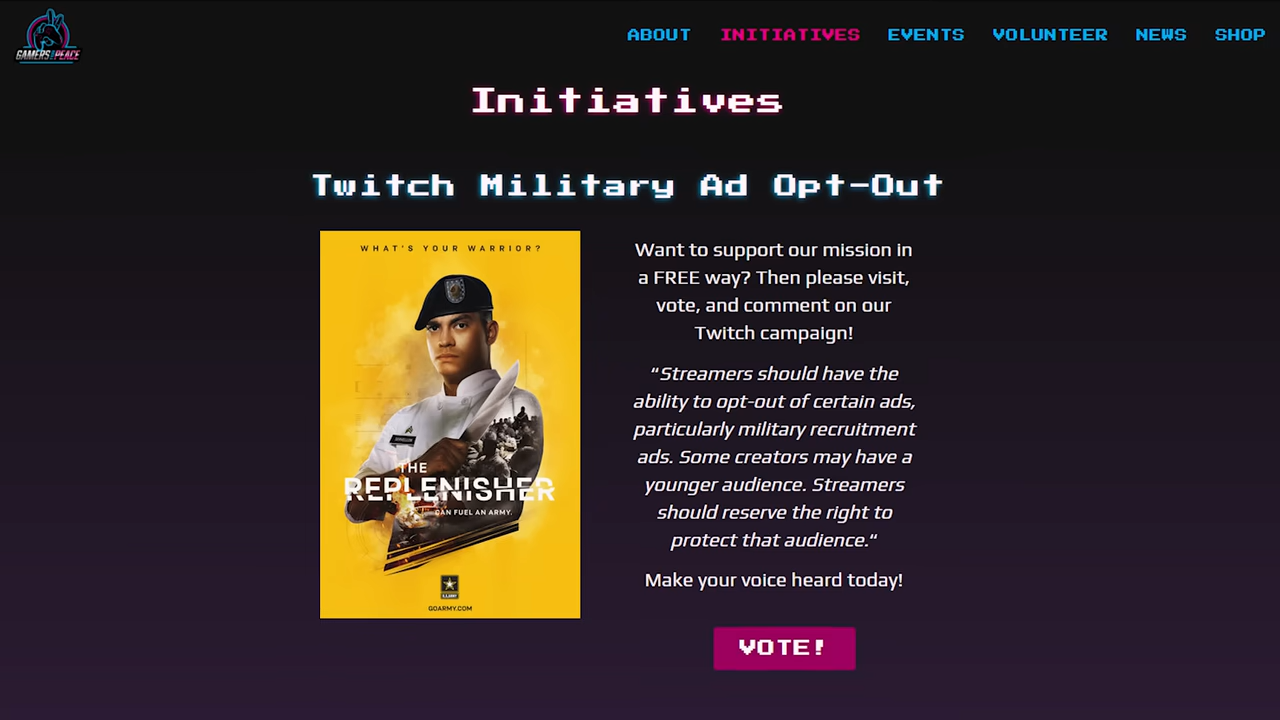 GAMERS FOR PEACE
ABOUT INITIATIVES EVENTS VOLUNTEER NEWS SHOP
Initiatives
Twitch Military Ad Opt-Out
WHAT'S YOUR WARRIOR?
THE
REPLENISHER
CAN FUEL AN ARMY.
U.S.ARMY
GOARMY.COM
Want to support our mission in
a FREE way? Then please visit,
vote, and comment on our
Twitch campaign!
“Streamers should have the
ability to opt-out of certain ads,
particularly military recruitment
ads. Some creators may have a
younger audience. Streamers
should reserve the right to
protect that audience.“
Make your voice heard today!
VOTE!